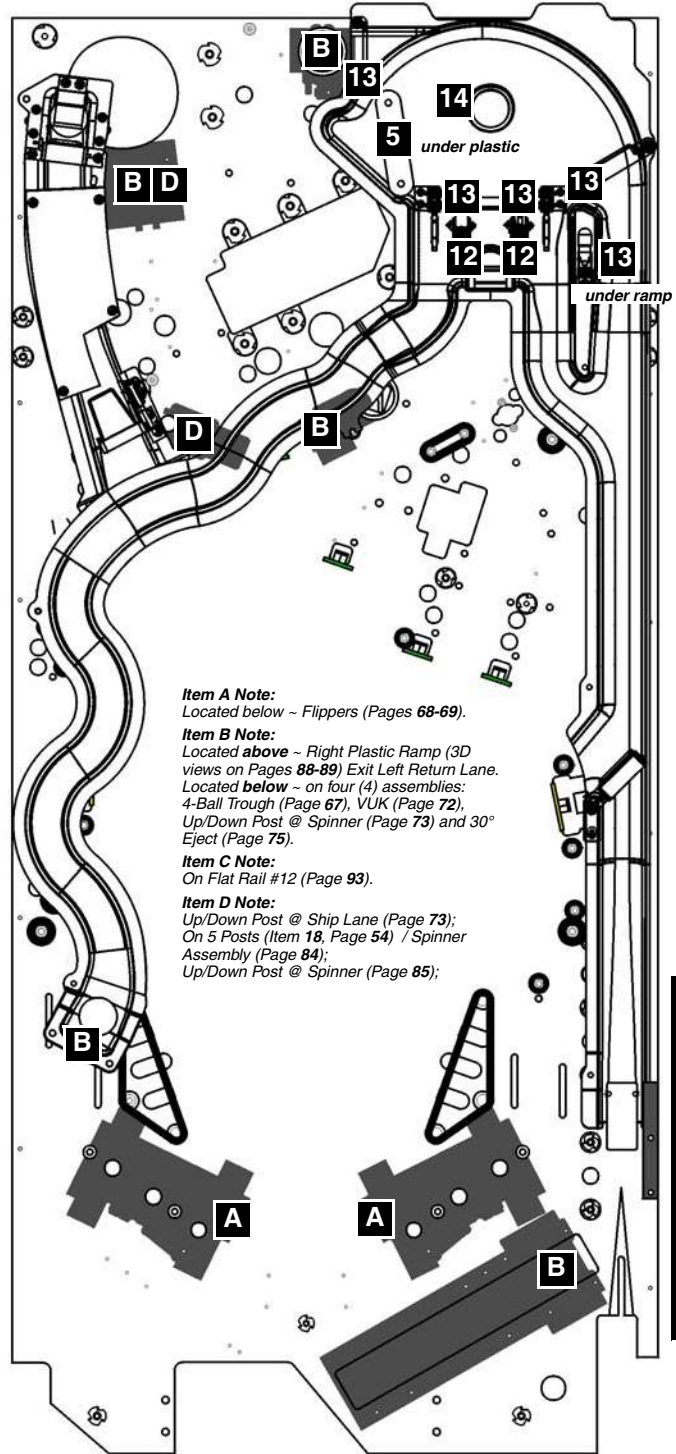 B
13
14
5 under plastic
B D
13 13 13
12 12 13
under ramp
D B
Item A Note:
Located below ~ Flippers (Pages 68-69).
Item B Note:
Located above ~ Right Plastic Ramp (3D
views on Pages 88-89) Exit Left Return Lane.
Located below ~ on four (4) assemblies:
4-Ball Trough (Page 67), VUK (Page 72),
Up/Down Post @ Spinner (Page 73) and 30°
Eject (Page 75).
Item C Note:
On Flat Rail #12 (Page 93).
Item D Note:
Up/Down Post @ Ship Lane (Page 73);
On 5 Posts (Item 18, Page 54) / Spinner
Assembly (Page 84);
Up/Down Post @ Spinner (Page 85);
B
A A
B